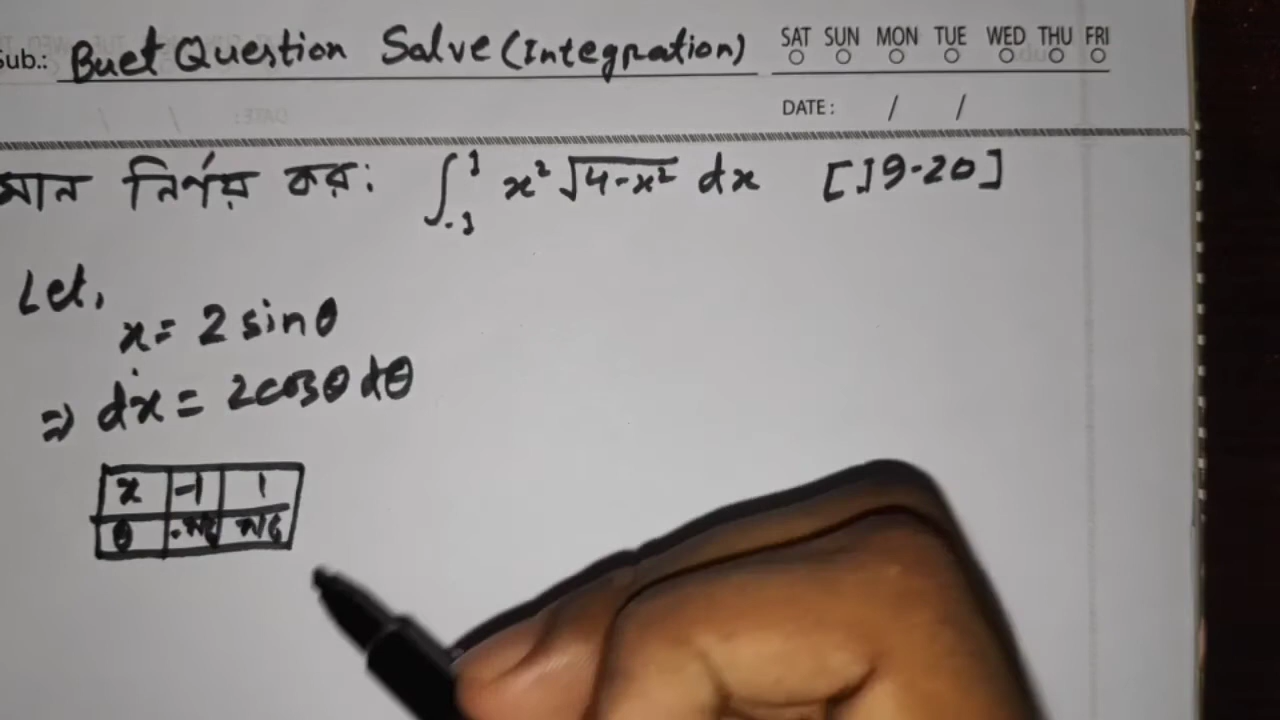 Sub.: Buet Question Salve (Integration)
SAT SUN MON TUE WED THU FRI
DATE: / /
মান নির্ণয় কর: ∫₋₁¹ x² √(4-x²) dx [19-20]
Let,
x = 2 sinθ
⇒ dx = 2cosθ dθ
x -1 1
θ -π/6 π/6